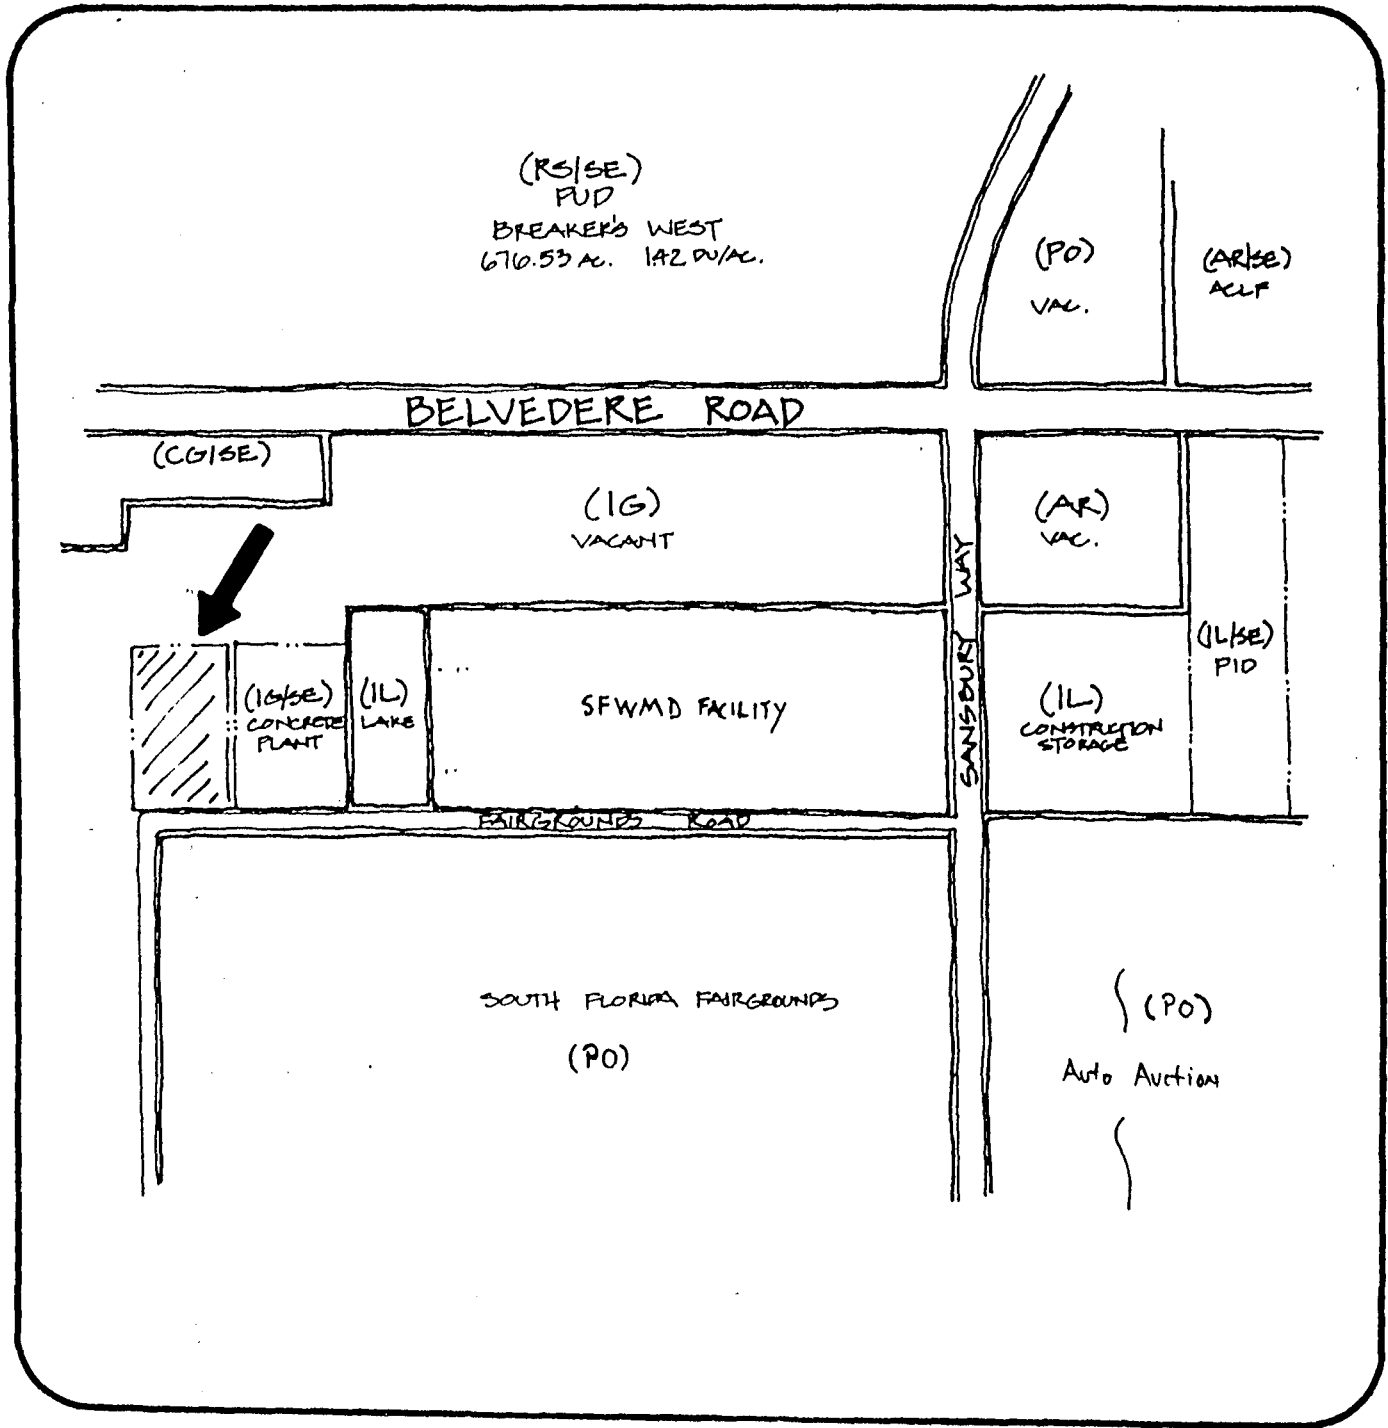 (RS/SE)
PUD
BREAKER'S WEST
676.53 AC. 1.42 DU/AC.
(PO)
VAC.
(AR/SE)
ACLF
BELVEDERE ROAD
(CG/SE)
(IG)
VACANT
(AR)
VAC.
SANSBURY WAY
(IL/SE)
PID
(IG/SE)
CONCRETE
PLANT
(IL)
LAKE
SFWMD FACILITY
(IL)
CONSTRUCTION
STORAGE
FAIRGROUNDS ROAD
SOUTH FLORIDA FAIRGROUNDS
(PO)
(PO)
Auto Auction